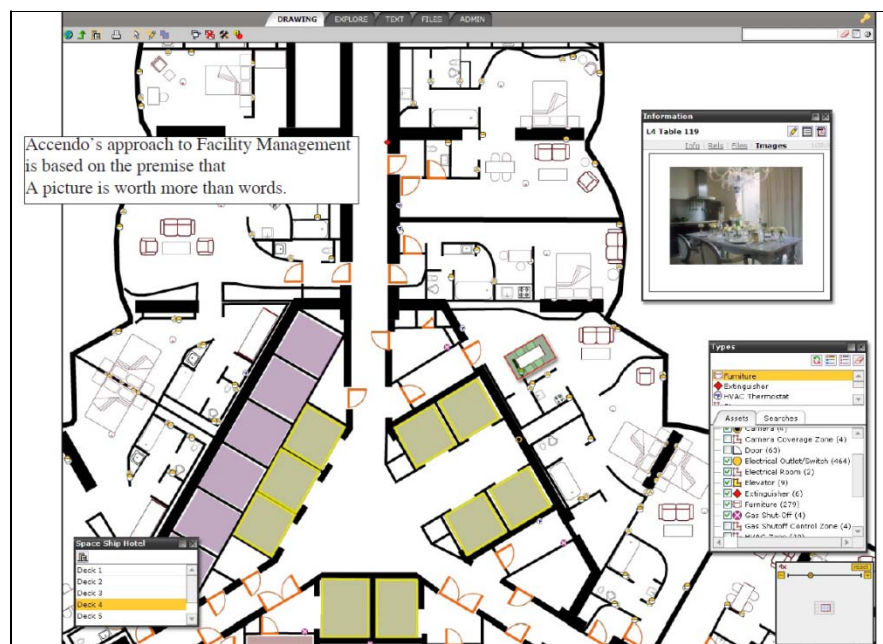 DRAWING EXPLORE TEXT FILES ADMIN
Accendo's approach to Facility Management
is based on the premise that
A picture is worth more than words.
Information
L4 Table 119
Info Rels Files Images
Types
Furniture
Extinguisher
HVAC Thermostat
Assets Searches
Camera (4)
Camera Coverage Zone (4)
Door (63)
Electrical Outlet/Switch (464)
Electrical Room (2)
Elevator (9)
Extinguisher (6)
Furniture (279)
Gas Shut-Off (4)
Gas Shutoff Control Zone (4)
Space Ship Hotel
Deck 1
Deck 2
Deck 3
Deck 4
Deck 5
4x